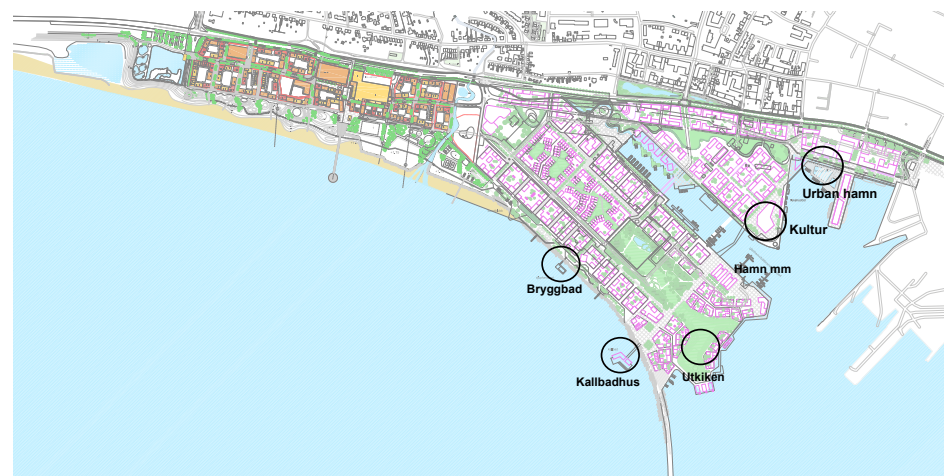 Urban hamn
Kultur
Hamn mm
Bryggbad
Kallbadhus
Utkiken